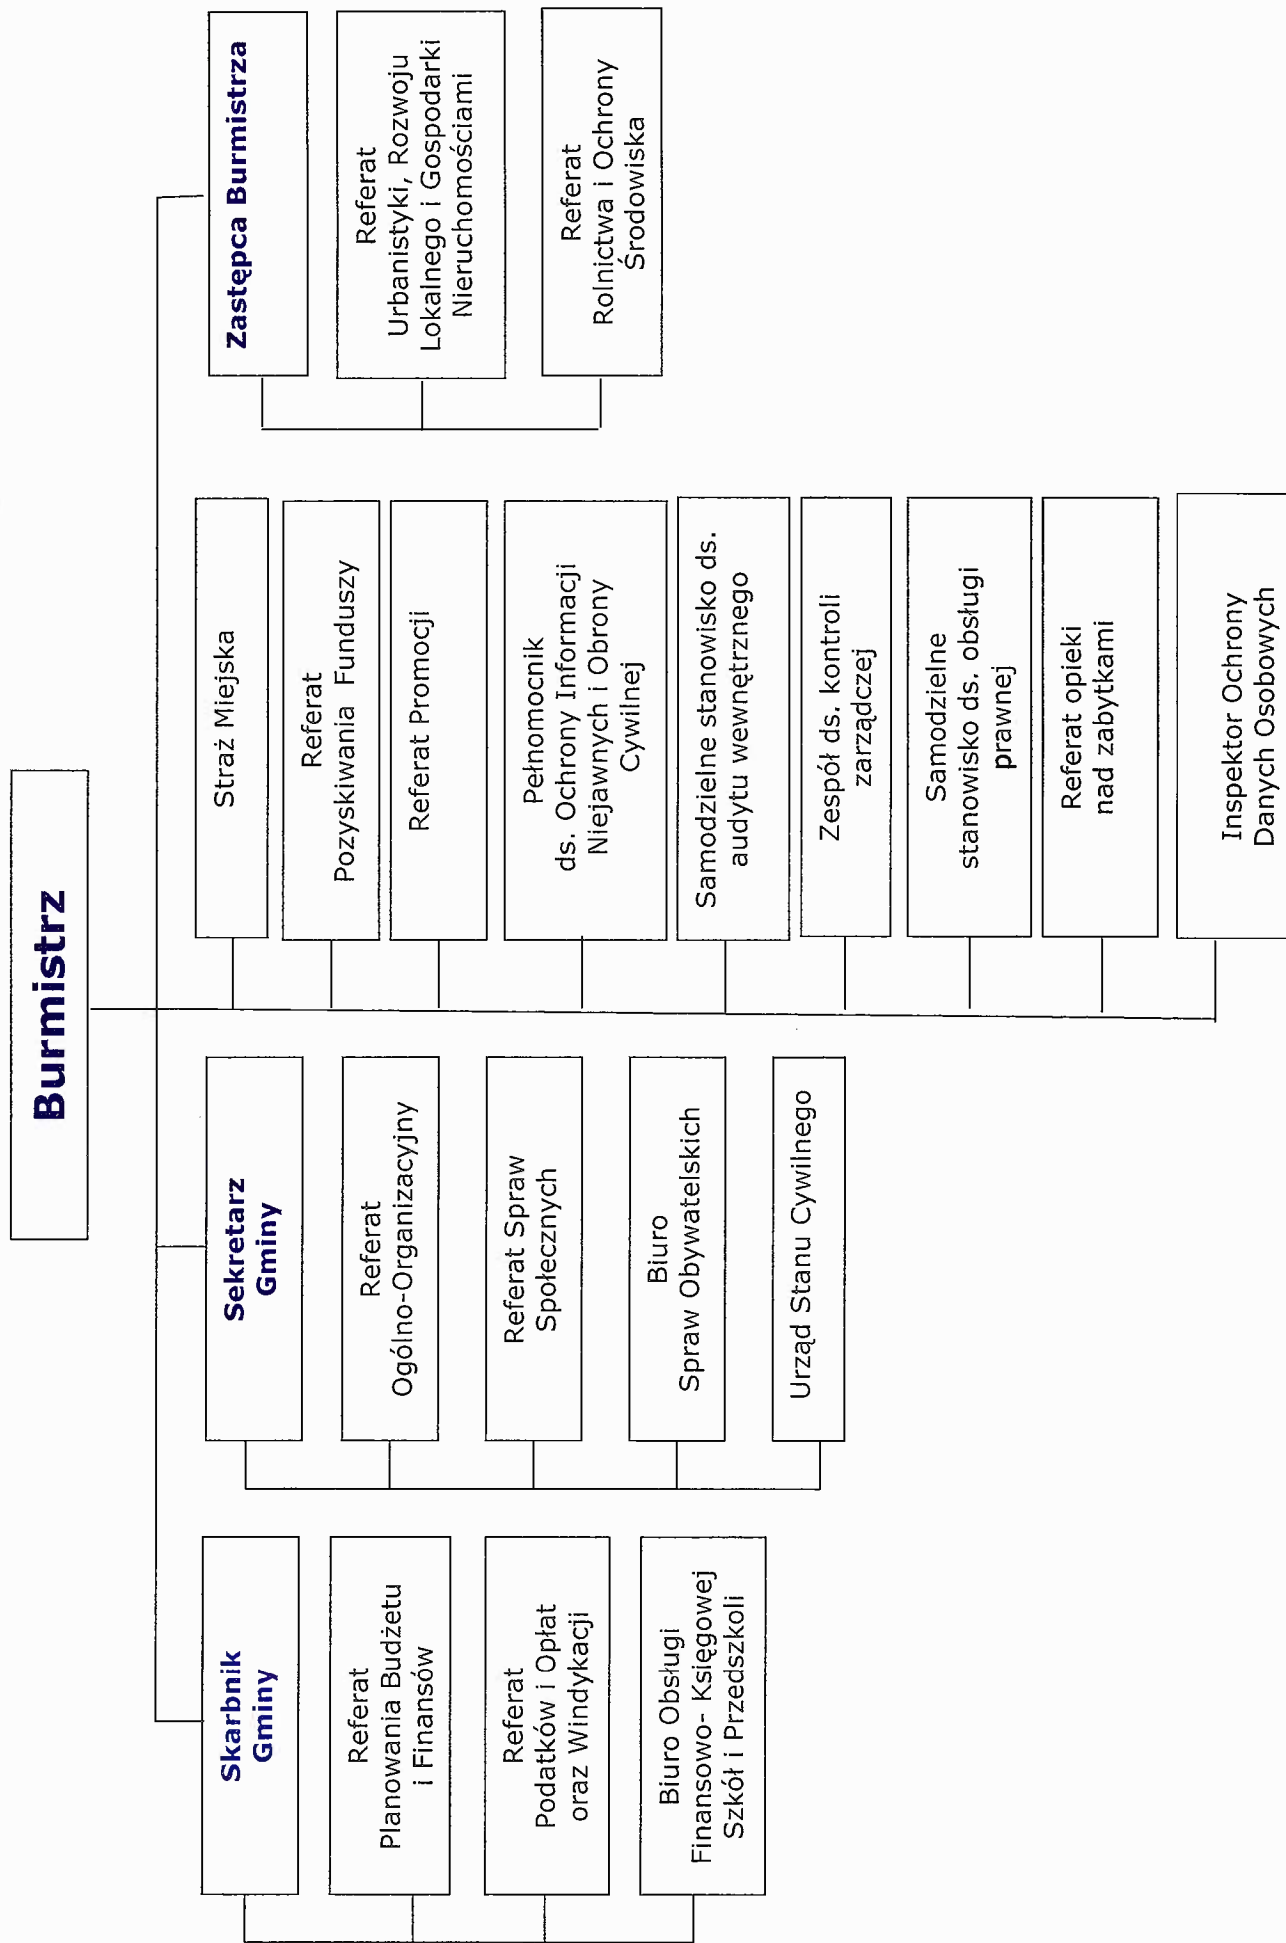 Burmistrz
Skarbnik
Gminy
Referat
Planowania Budżetu
i Finansów
Referat
Podatków i Opłat
oraz Windykacji
Biuro Obsługi
Finansowo- Księgowej
Szkół i Przedszkoli
Sekretarz
Gminy
Referat
Ogólno-Organizacyjny
Referat Spraw
Społecznych
Biuro
Spraw Obywatelskich
Urząd Stanu Cywilnego
Straż Miejska
Referat
Pozyskiwania Funduszy
Referat Promocji
Pełnomocnik
ds. Ochrony Informacji
Niejawnych i Obrony
Cywilnej
Samodzielne stanowisko ds.
audytu wewnętrznego
Zespół ds. kontroli
zarządczej
Samodzielne
stanowisko ds. obsługi
prawnej
Referat opieki
nad zabytkami
Inspektor Ochrony
Danych Osobowych
Zastępca Burmistrza
Referat
Urbanistyki, Rozwoju
Lokalnego i Gospodarki
Nieruchomościami
Referat
Rolnictwa i Ochrony
Środowiska